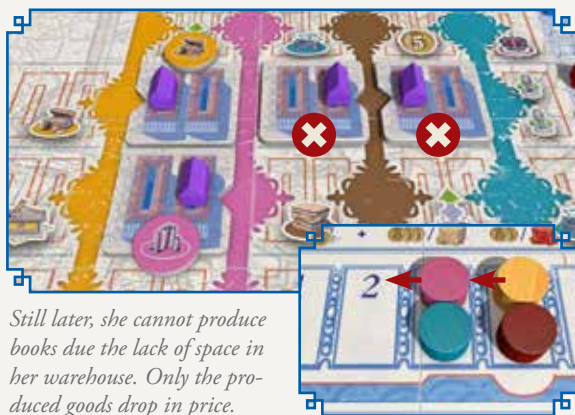 5
2
Still later, she cannot produce
books due the lack of space in
her warehouse. Only the pro-
duced goods drop in price.